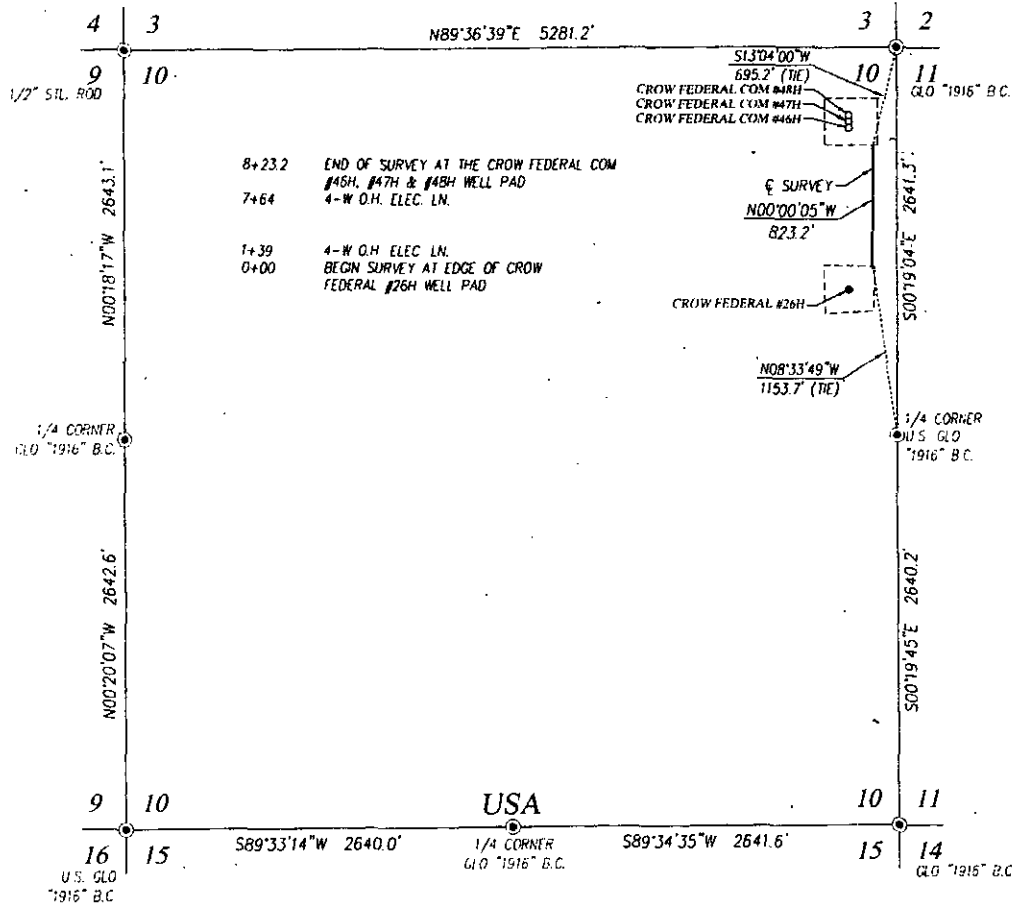 4 3
N89°36'39"E 5281.2'
3 2
9 10
1/2" STL. ROD
S13°04'00"W
695.2' (TIE)
10 11
GLO "1916" B.C.
CROW FEDERAL COM #48H
CROW FEDERAL COM #47H
CROW FEDERAL COM #46H
N00°18'17"W 2643.1'
8+23.2 END OF SURVEY AT THE CROW FEDERAL COM
#46H, #47H & #48H WELL PAD
7+64 4-W O.H. ELEC. LN.
1+39 4-W O.H ELEC LN.
0+00 BEGIN SURVEY AT EDGE OF CROW
FEDERAL #26H WELL PAD
℄ SURVEY
N00°00'05"W
823.2'
S00°19'04"E 2641.3'
CROW FEDERAL #26H
N08°33'49"W
1153.7' (TIE)
1/4 CORNER
GLO "1916" B.C.
1/4 CORNER
U.S. GLO
"1916" B.C.
N00°20'07"W 2642.6'
S00°19'45"E 2640.2'
9 10
USA
10 11
S89°33'14"W 2640.0'
1/4 CORNER
GLO "1916" B.C.
S89°34'35"W 2641.6'
16 15
U.S. GLO
"1916" B.C
15 14
GLO "1916" B.C.